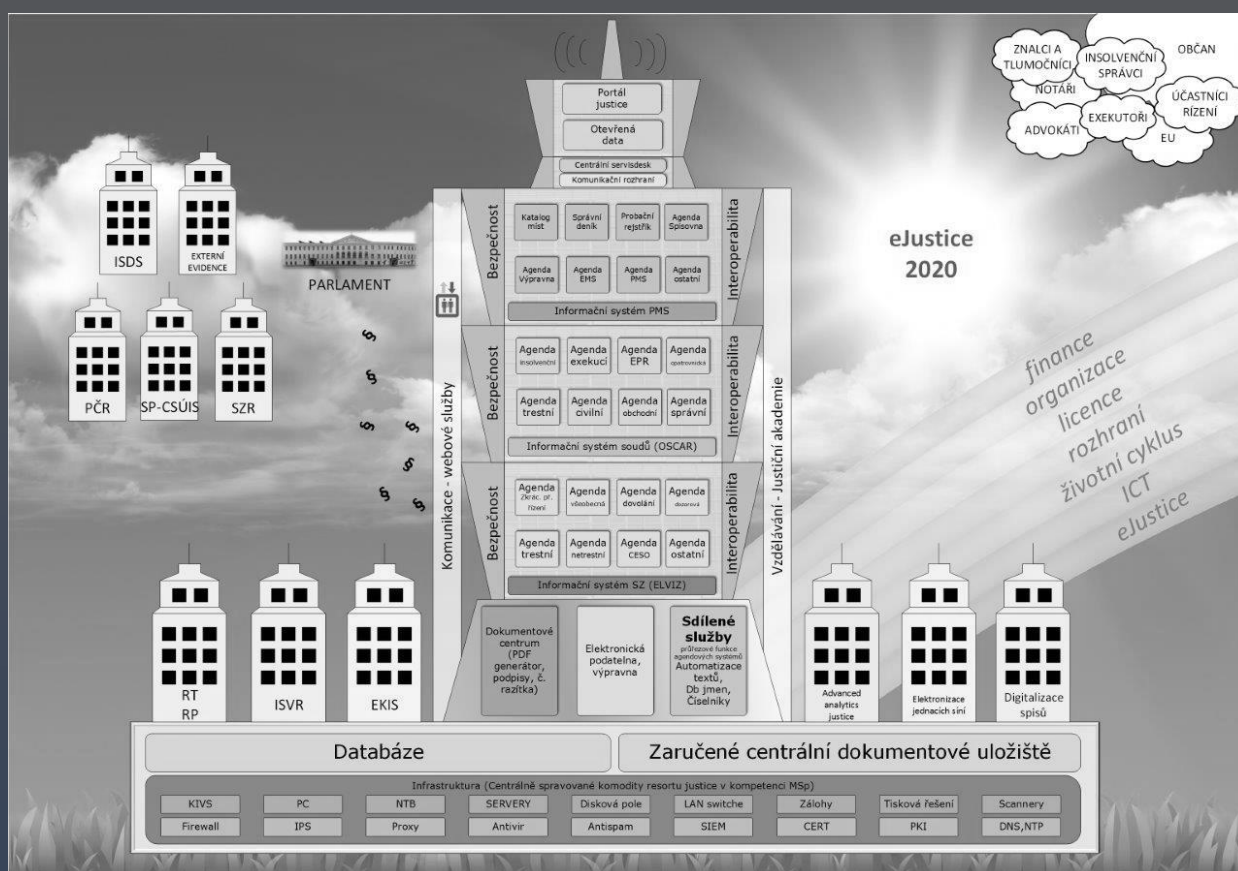 Portál
justice
Otevřená
data
Centrální servisdesk
Komunikační rozhraní
ZNALCI A
TLUMOČNÍCI
INSOLVENČNÍ
SPRÁVCI
OBČAN
NOTÁŘI
ÚČASTNÍCI
ŘÍZENÍ
ADVOKÁTI
EXEKUTOŘI
EU
ISDS
EXTERNÍ
EVIDENCE
PARLAMENT
PČR
SP-CSÚIS
SZR
eJustice
2020
finance
organizace
licence
rozhraní
životní cyklus
ICT
eJustice
Komunikace - webové služby
Vzdělávání - Justiční akademie
Bezpečnost
Katalog
míst
Správní
deník
Probační
rejstřík
Agenda
Spisovna
Agenda
Výpravna
Agenda
EMS
Agenda
PMS
Agenda
ostatní
Informační systém PMS
Interoperabilita
Bezpečnost
Agenda
insolvenční
Agenda
exekucí
Agenda
EPR
Agenda
opatrovnická
Agenda
trestní
Agenda
civilní
Agenda
obchodní
Agenda
správní
Informační systém soudů (OSCAR)
Interoperabilita
Bezpečnost
Agenda
Zkrác. př.
řízení
Agenda
všeobecná
Agenda
dovolání
Agenda
dozorová
Agenda
trestní
Agenda
netrestní
Agenda
CESO
Agenda
ostatní
Informační systém SZ (ELVIZ)
Interoperabilita
Dokumentové
centrum
(PDF
generátor,
podpisy, č.
razítka)
Elektronická
podatelna,
výpravna
Sdílené
služby
průřezové funkce
agendových systémů
Automatizace
textů,
Db jmen,
Číselníky
RT
RP
ISVR
EKIS
Advanced
analytics
justice
Elektronizace
jednacích síní
Digitalizace
spisů
Databáze
Zaručené centrální dokumentové uložiště
Infrastruktura (Centrálně spravované komodity resortu justice v kompetenci MSp)
KIVS PC NTB SERVERY Disková pole LAN switche Zálohy Tisková řešení Scannery
Firewall IPS Proxy Antivir Antispam SIEM CERT PKI DNS,NTP